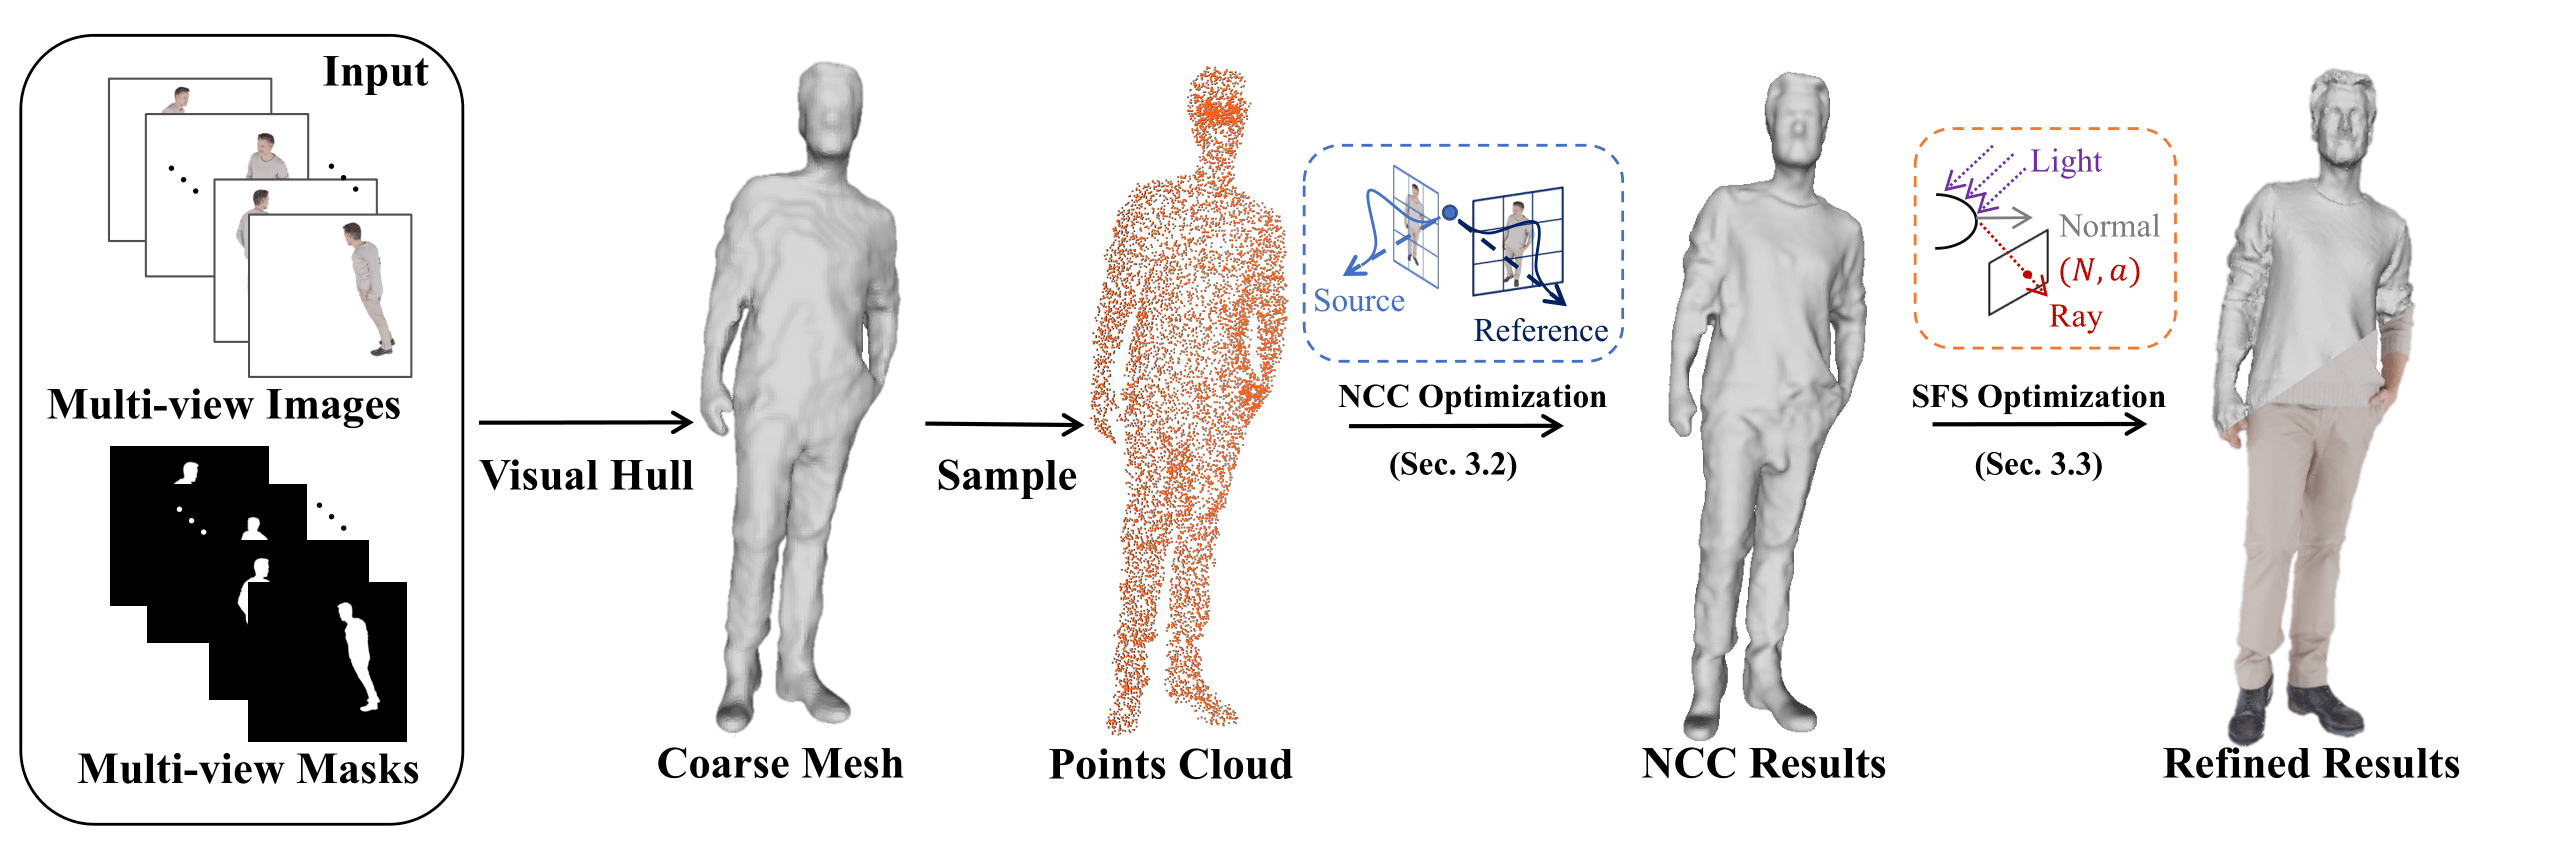 Input
Multi-view Images
Multi-view Masks
Visual Hull
Coarse Mesh
Sample
Points Cloud
Source
Reference
NCC Optimization
(Sec. 3.2)
NCC Results
Light
Normal
(N, a)
Ray
SFS Optimization
(Sec. 3.3)
Refined Results